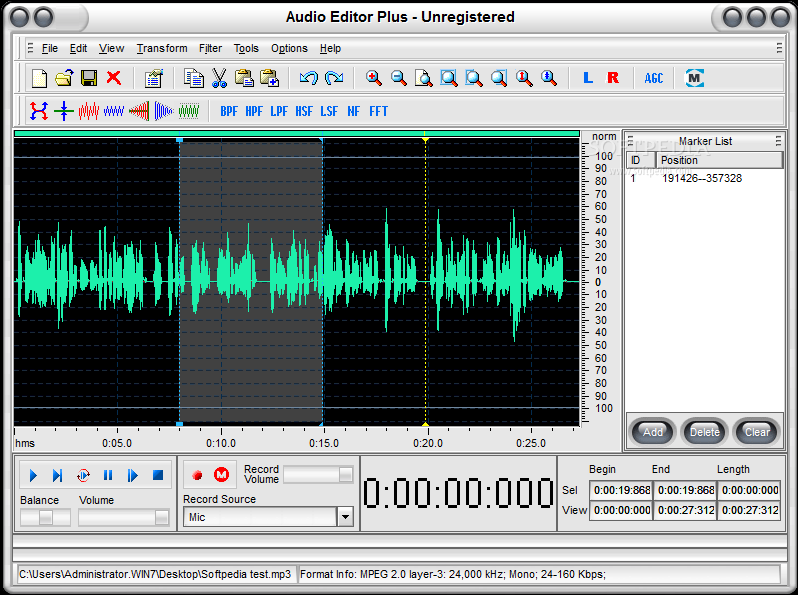 Audio Editor Plus - Unregistered
File Edit View Transform Filter Tools Options Help
L R AGC M
BPF HPF LPF HSF LSF NF FFT
norm
100
90
80
70
60
50
40
30
20
10
0
10
20
30
40
50
60
70
80
90
100
hms 0:05.0 0:10.0 0:15.0 0:20.0 0:25.0
SOFTPEDIA
Marker List
ID Position
1 191426--357328
Add Delete Clear
Balance Volume
M Record Volume
Record Source
Mic
0:00:00:000
Begin End Length
Sel 0:00:19:868 0:00:19:868 0:00:00:000
View 0:00:00:000 0:00:27:312 0:00:27:312
C:\Users\Administrator.WIN7\Desktop\Softpedia test.mp3 Format Info: MPEG 2.0 layer-3: 24,000 kHz; Mono; 24-160 Kbps;